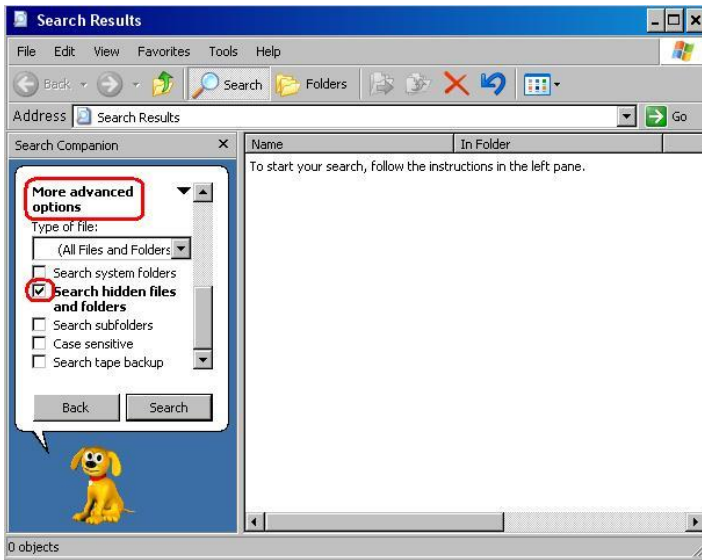 Search Results
File Edit View Favorites Tools Help
Back Search Folders
Address Search Results Go
Search Companion
Name In Folder
To start your search, follow the instructions in the left pane.
More advanced
options
Type of file:
(All Files and Folders
Search system folders
Search hidden files
and folders
Search subfolders
Case sensitive
Search tape backup
Back Search
0 objects